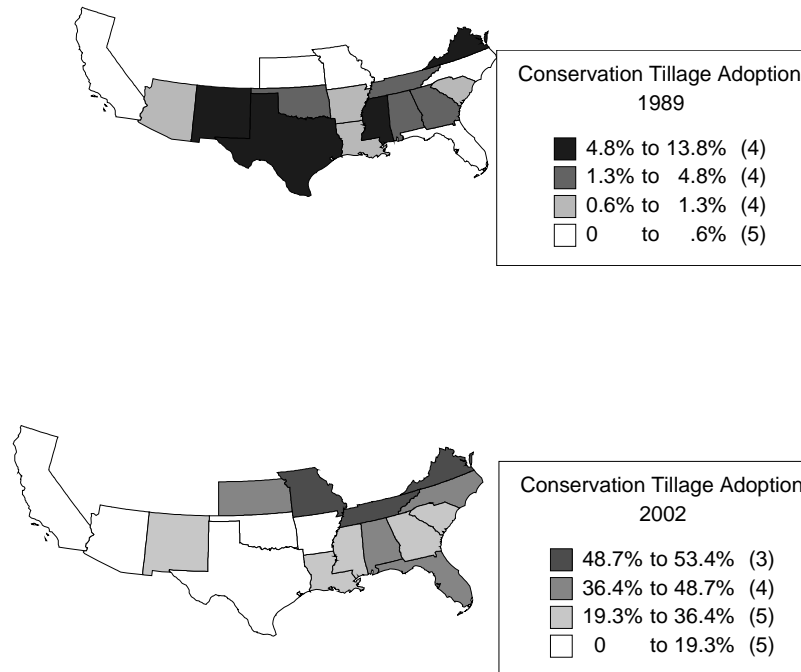 Conservation Tillage Adoption
1989
4.8% to 13.8% (4)
1.3% to 4.8% (4)
0.6% to 1.3% (4)
0 to .6% (5)
Conservation Tillage Adoption
2002
48.7% to 53.4% (3)
36.4% to 48.7% (4)
19.3% to 36.4% (5)
0 to 19.3% (5)